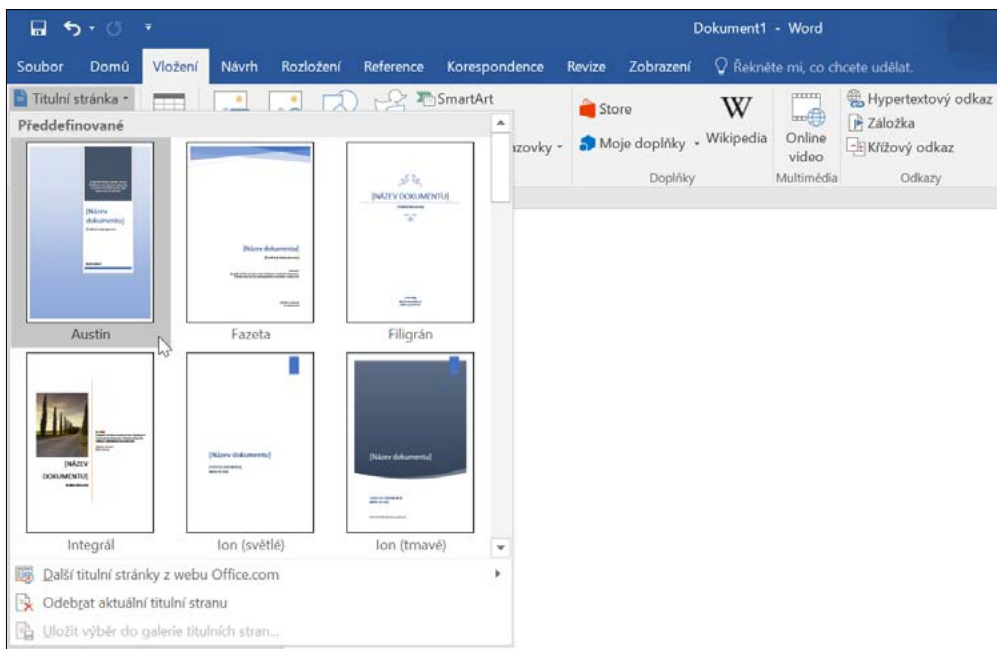 Dokument1 - Word
Soubor Domů Vložení Návrh Rozložení Reference Korespondence Revize Zobrazení Řekněte mi, co chcete udělat.
Titulní stránka
SmartArt
Store
Wikipedia
Online
video
Hypertextový odkaz
Záložka
Křížový odkaz
Moje doplňky
Doplňky Multimédia Odkazy
Předdefinované
[Název
dokumentu]
[Název dokumentu]
[NÁZEV DOKUMENTU]
Austin Fazeta Filigrán
[NÁZEV
DOKUMENTU]
[Název dokumentu]
[Název dokumentu]
Integrál Ion (světlé) Ion (tmavé)
Další titulní stránky z webu Office.com
Odebrat aktuální titulní stranu
Uložit výběr do galerie titulních stran...